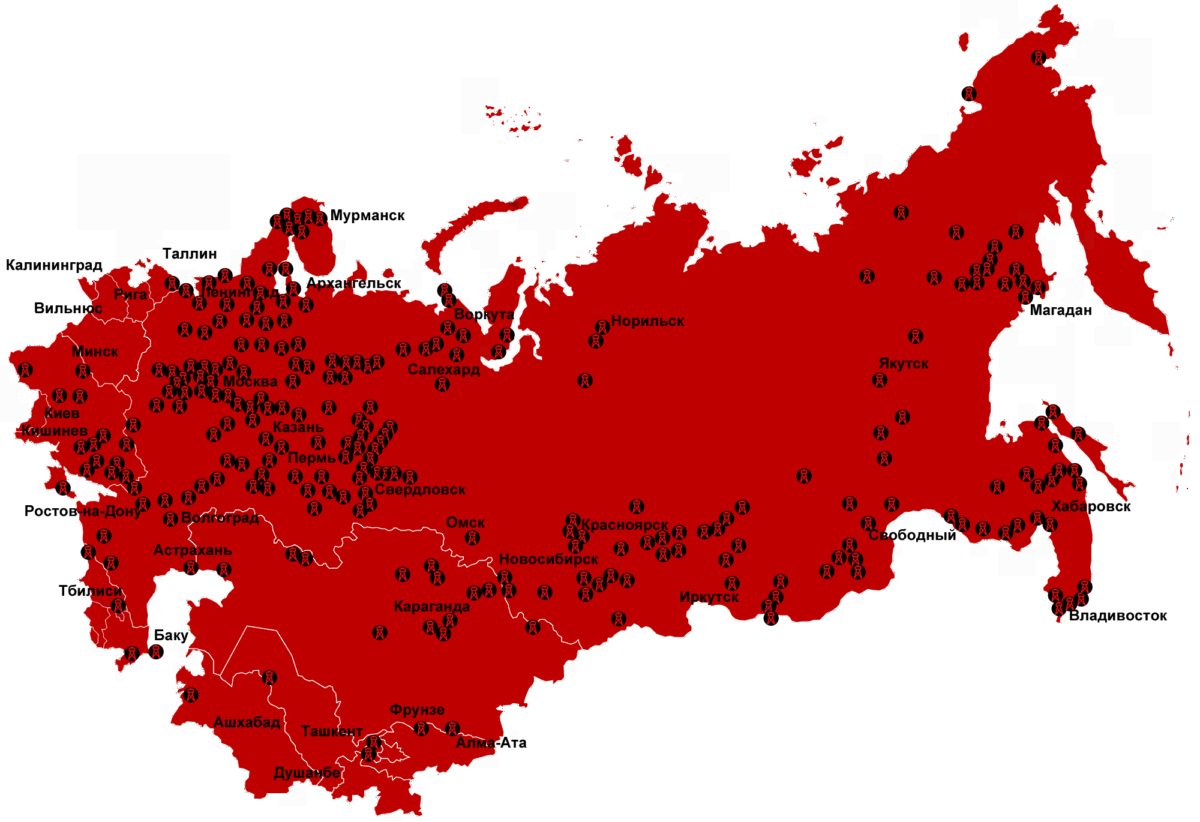 Мурманск
Таллин
Калининград
Архангельск
Рига
Ленинград
Вильнюс
Магадан
Воркута
Норильск
Минск
Якутск
Салехард
Москва
Киев
Казань
Кишинев
Пермь
Свердловск
Хабаровск
Ростов-на-Дону
Волгоград
Омск
Красноярск
Свободный
Астрахань
Новосибирск
Тбилиси
Иркутск
Караганда
Владивосток
Баку
Фрунзе
Ашхабад
Ташкент
Алма-Ата
Душанбе